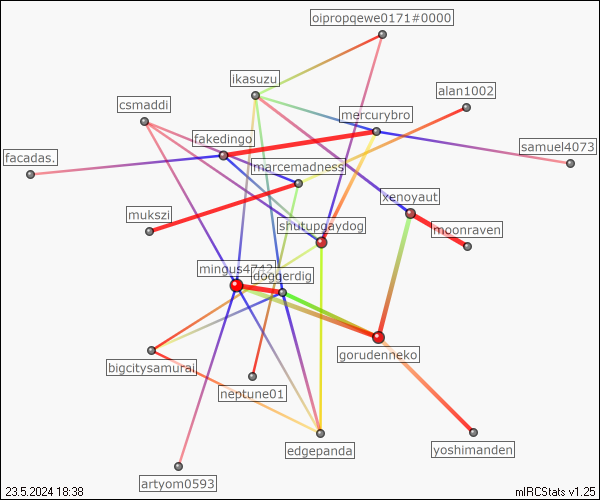 oipropqewe0171#0000
ikasuzu
alan1002
csmaddi
mercurybro
fakedingo
samuel4073
facadas.
marcemadness
xenoyaut
mukszi
shutupgaydog
moonraven
mingus4742
doggerdig
gorudenneko
bigcitysamurai
neptune01
edgepanda
yoshimanden
artyom0593
23.5.2024 18:38
mIRCStats v1.25